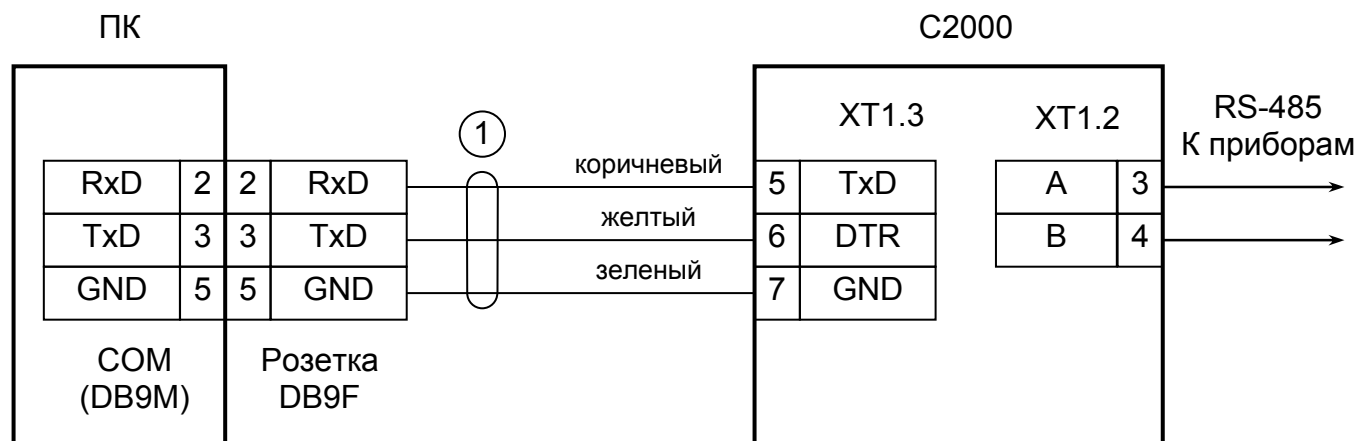 ПК
С2000
RxD 2 2 RxD
TxD 3 3 TxD
GND 5 5 GND
COM
(DB9M)
Розетка
DB9F
1
коричневый
желтый
зеленый
XT1.3
5 TxD
6 DTR
7 GND
XT1.2
A 3
B 4
RS-485
К приборам